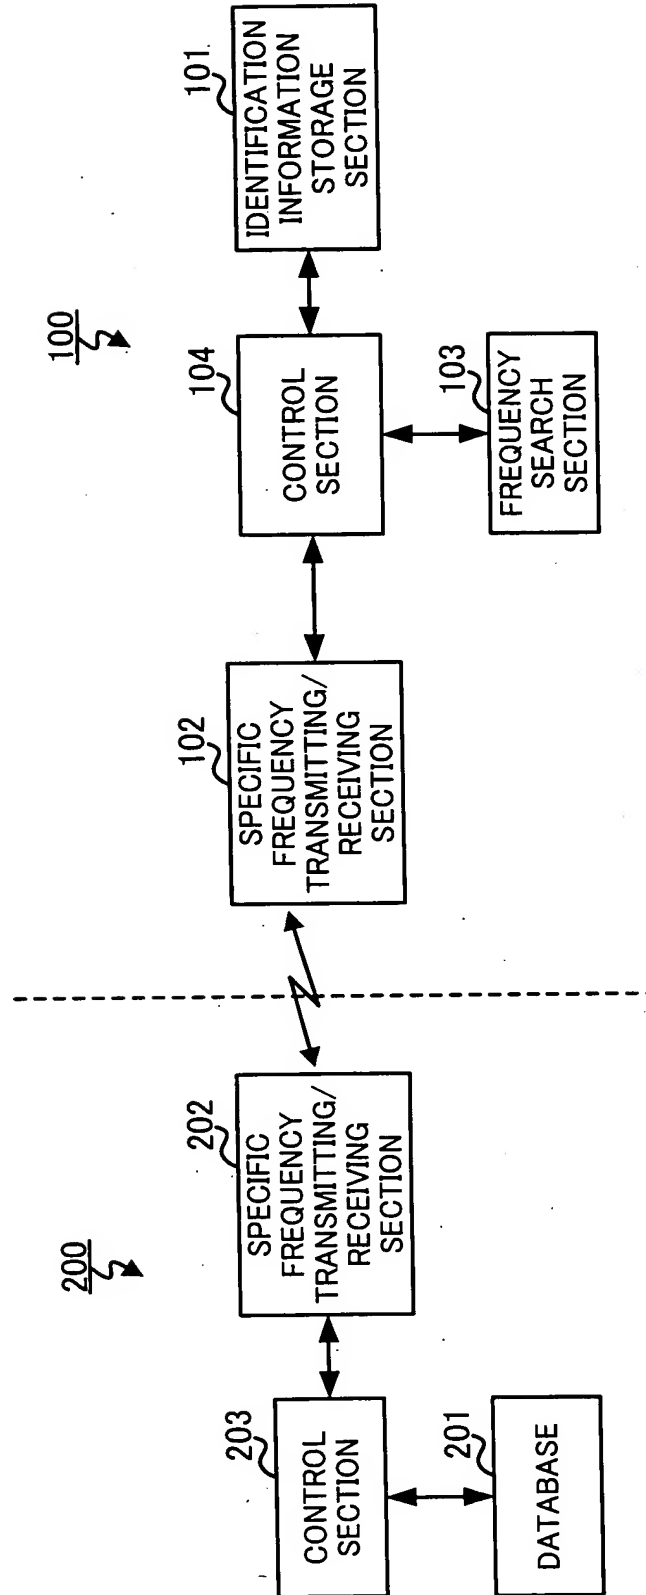 200
203
CONTROL
SECTION
201
DATABASE
202
SPECIFIC
FREQUENCY
TRANSMITTING/
RECEIVING
SECTION
100
102
SPECIFIC
FREQUENCY
TRANSMITTING/
RECEIVING
SECTION
104
CONTROL
SECTION
103
FREQUENCY
SEARCH
SECTION
101
IDENTIFICATION
INFORMATION
STORAGE
SECTION